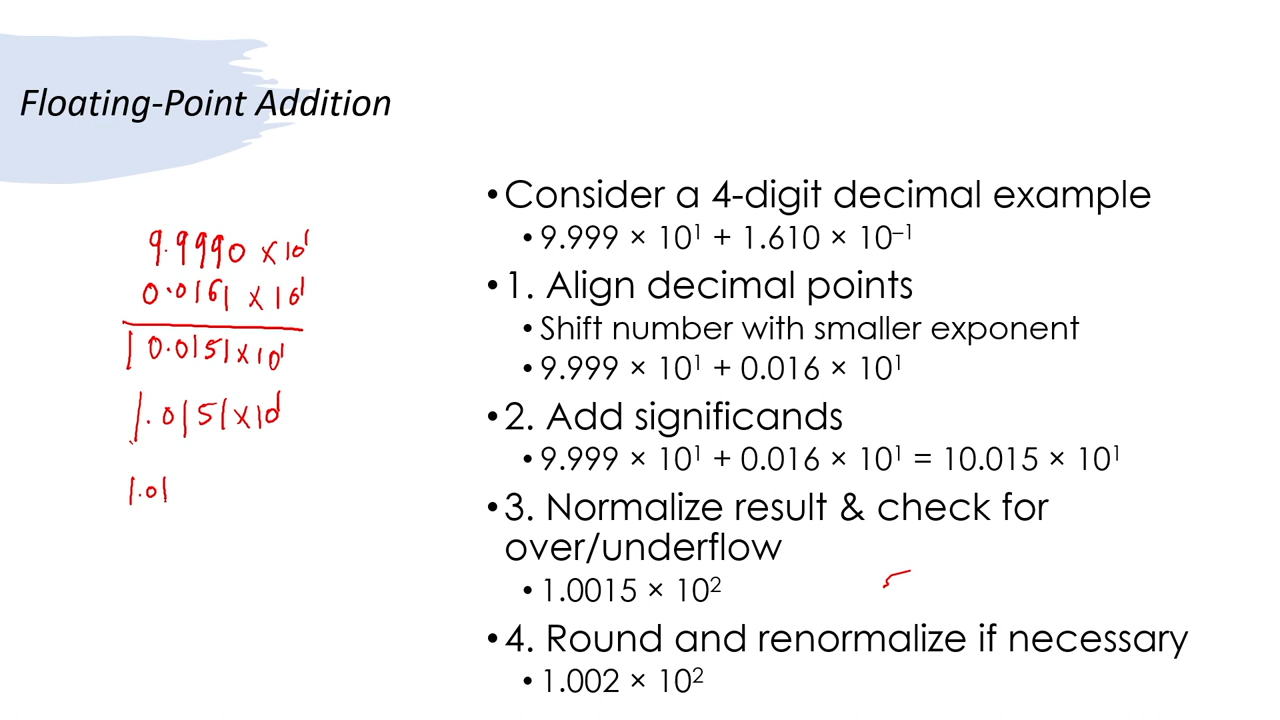 Floating-Point Addition
9.9990 × 10¹
0.0161 × 10¹
10.0151 × 10¹
1.0151 × 10
1.01
• Consider a 4-digit decimal example
• 9.999 × 10¹ + 1.610 × 10⁻¹
• 1. Align decimal points
• Shift number with smaller exponent
• 9.999 × 10¹ + 0.016 × 10¹
• 2. Add significands
• 9.999 × 10¹ + 0.016 × 10¹ = 10.015 × 10¹
• 3. Normalize result & check for
over/underflow
• 1.0015 × 10²
• 4. Round and renormalize if necessary
• 1.002 × 10²